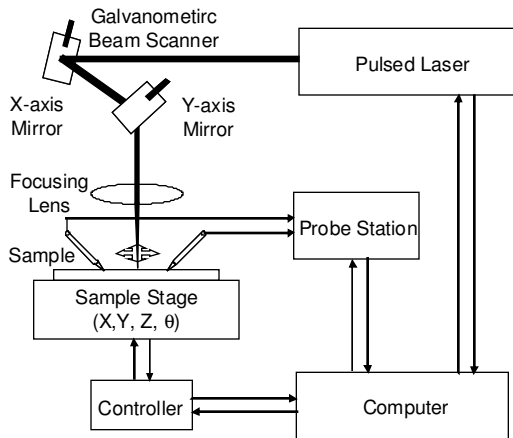 Galvanometirc
Beam Scanner
Pulsed Laser
X-axis
Mirror
Y-axis
Mirror
Focusing
Lens
Probe Station
Sample
Sample Stage
(X,Y, Z, θ)
Controller
Computer